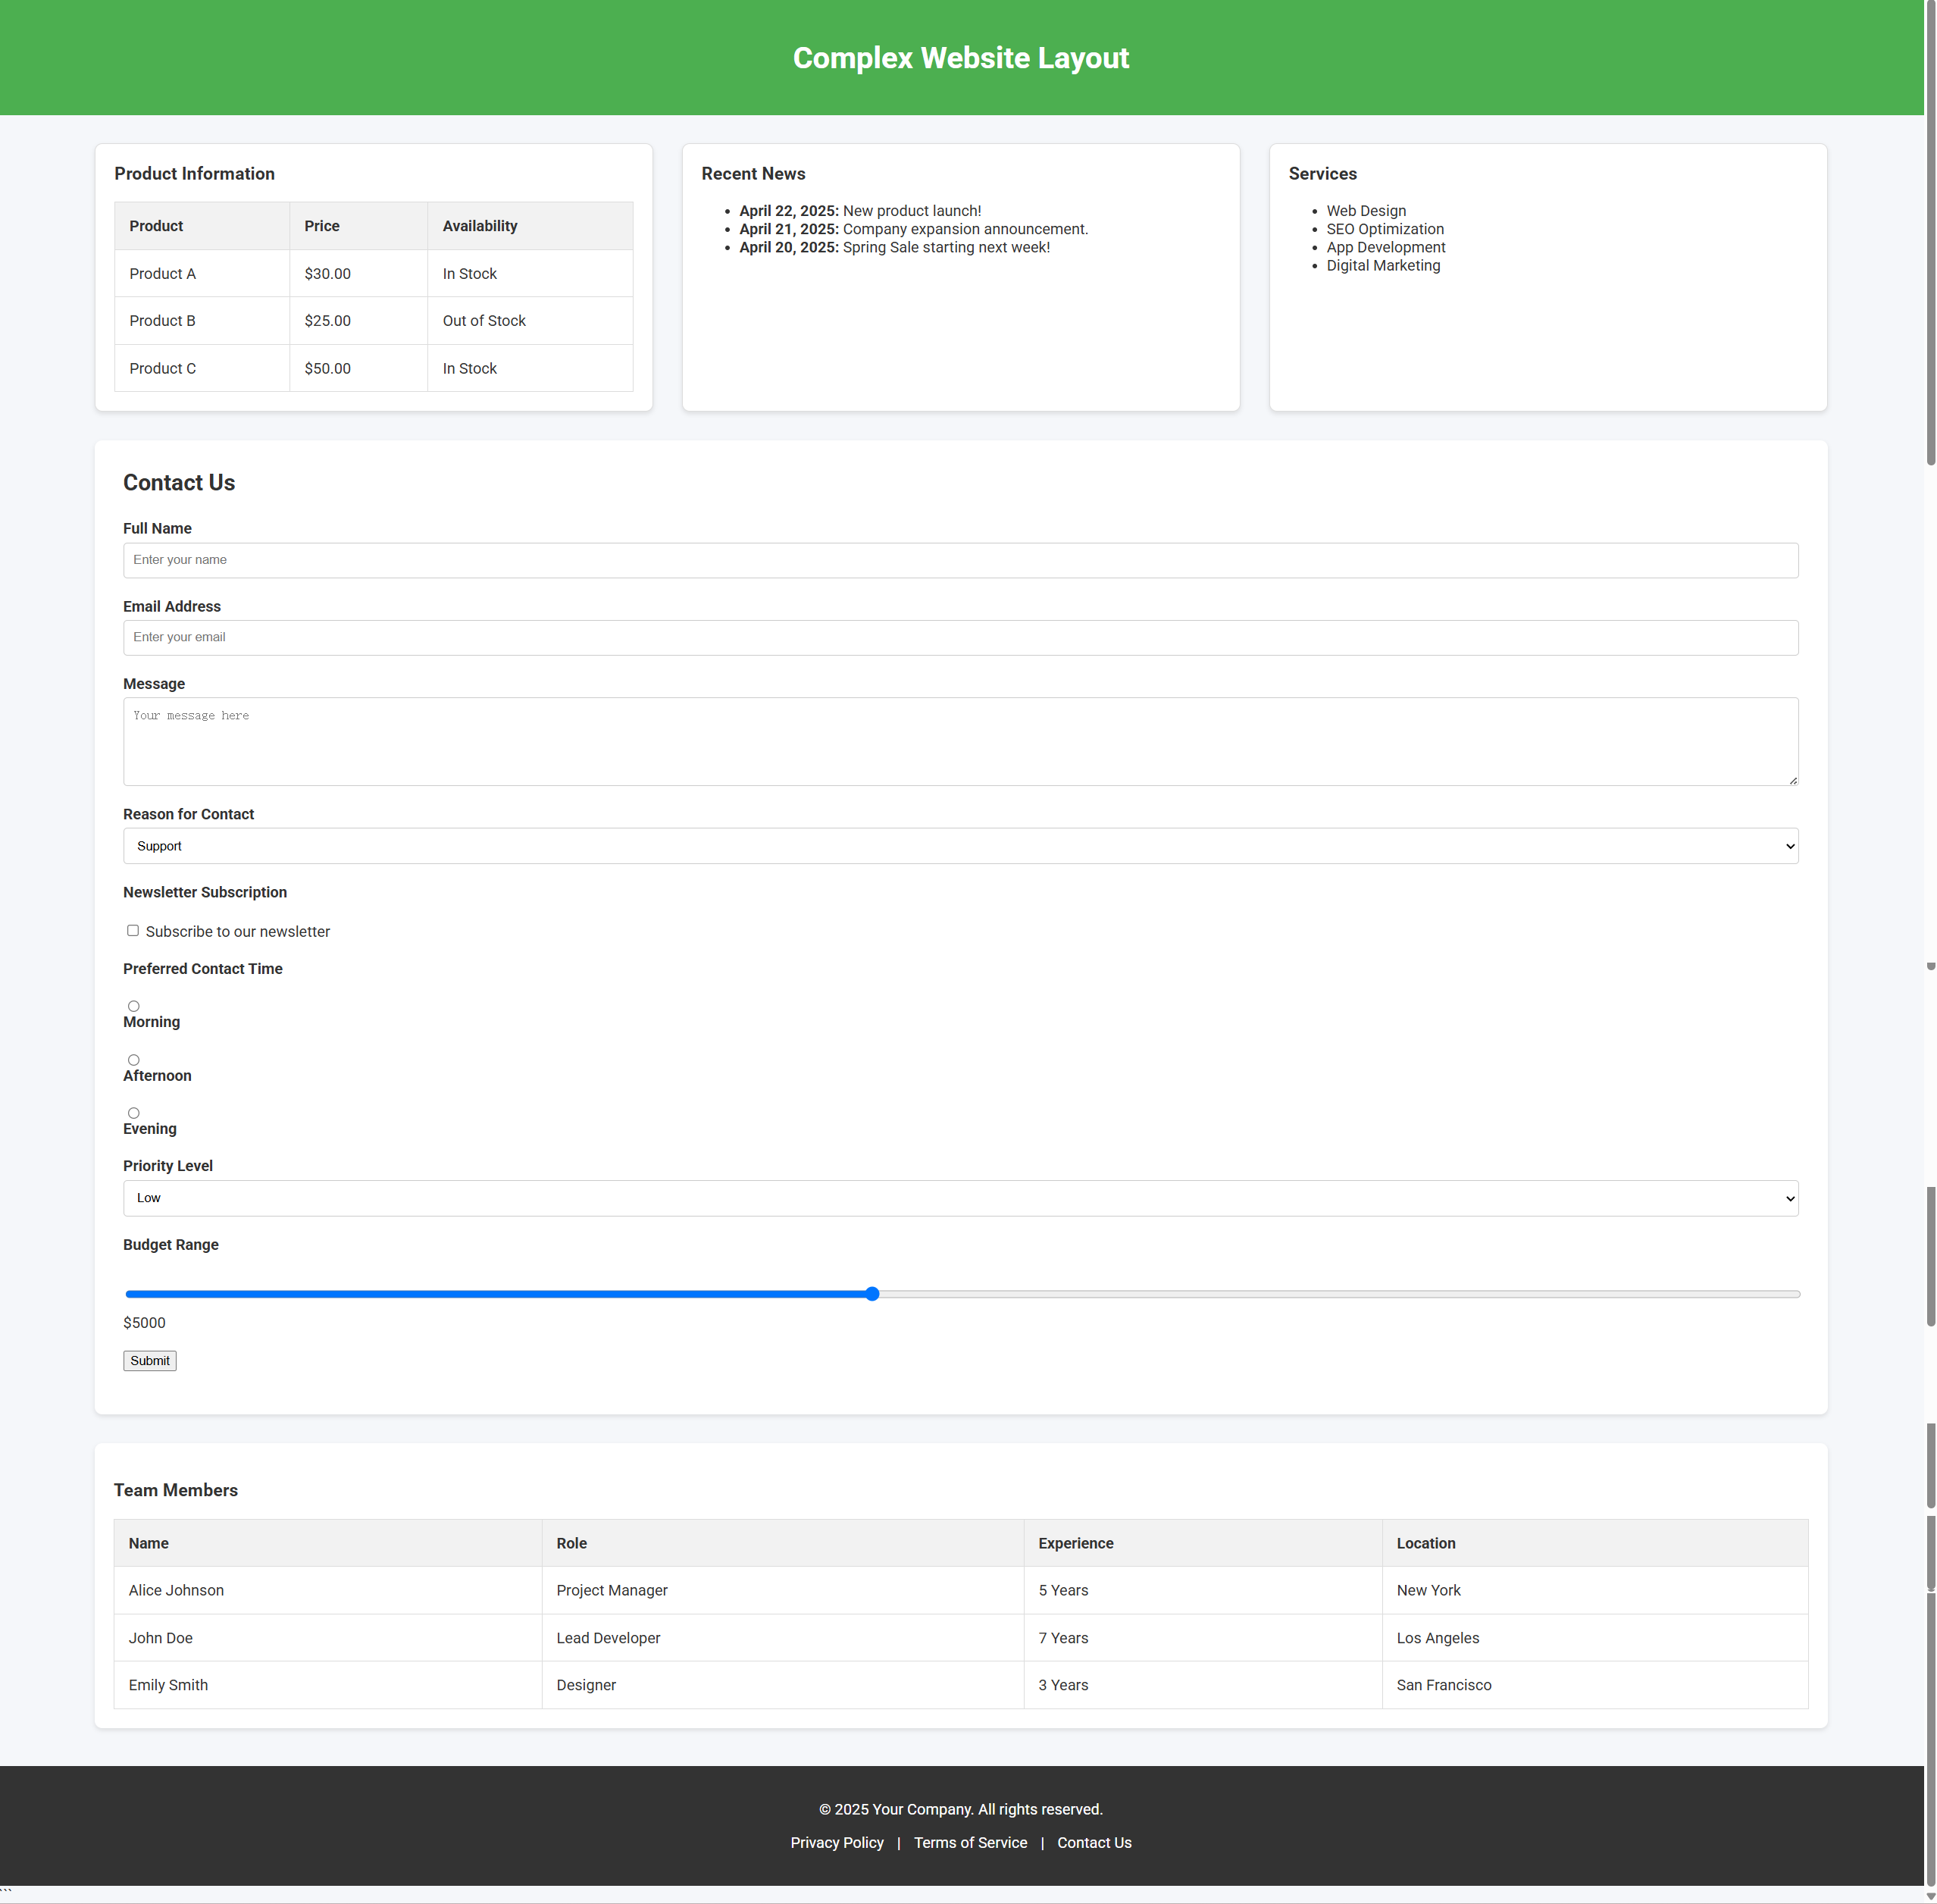 Complex Website Layout
Product Information
Product Price Availability
Product A $30.00 In Stock
Product B $25.00 Out of Stock
Product C $50.00 In Stock
Recent News
• April 22, 2025: New product launch!
• April 21, 2025: Company expansion announcement.
• April 20, 2025: Spring Sale starting next week!
Services
• Web Design
• SEO Optimization
• App Development
• Digital Marketing
Contact Us
Full Name
Enter your name
Email Address
Enter your email
Message
Your message here
Reason for Contact
Support
Newsletter Subscription
Subscribe to our newsletter
Preferred Contact Time
Morning
Afternoon
Evening
Priority Level
Low
Budget Range
$5000
Submit
Team Members
Name Role Experience Location
Alice Johnson Project Manager 5 Years New York
John Doe Lead Developer 7 Years Los Angeles
Emily Smith Designer 3 Years San Francisco
© 2025 Your Company. All rights reserved.
Privacy Policy | Terms of Service | Contact Us
```